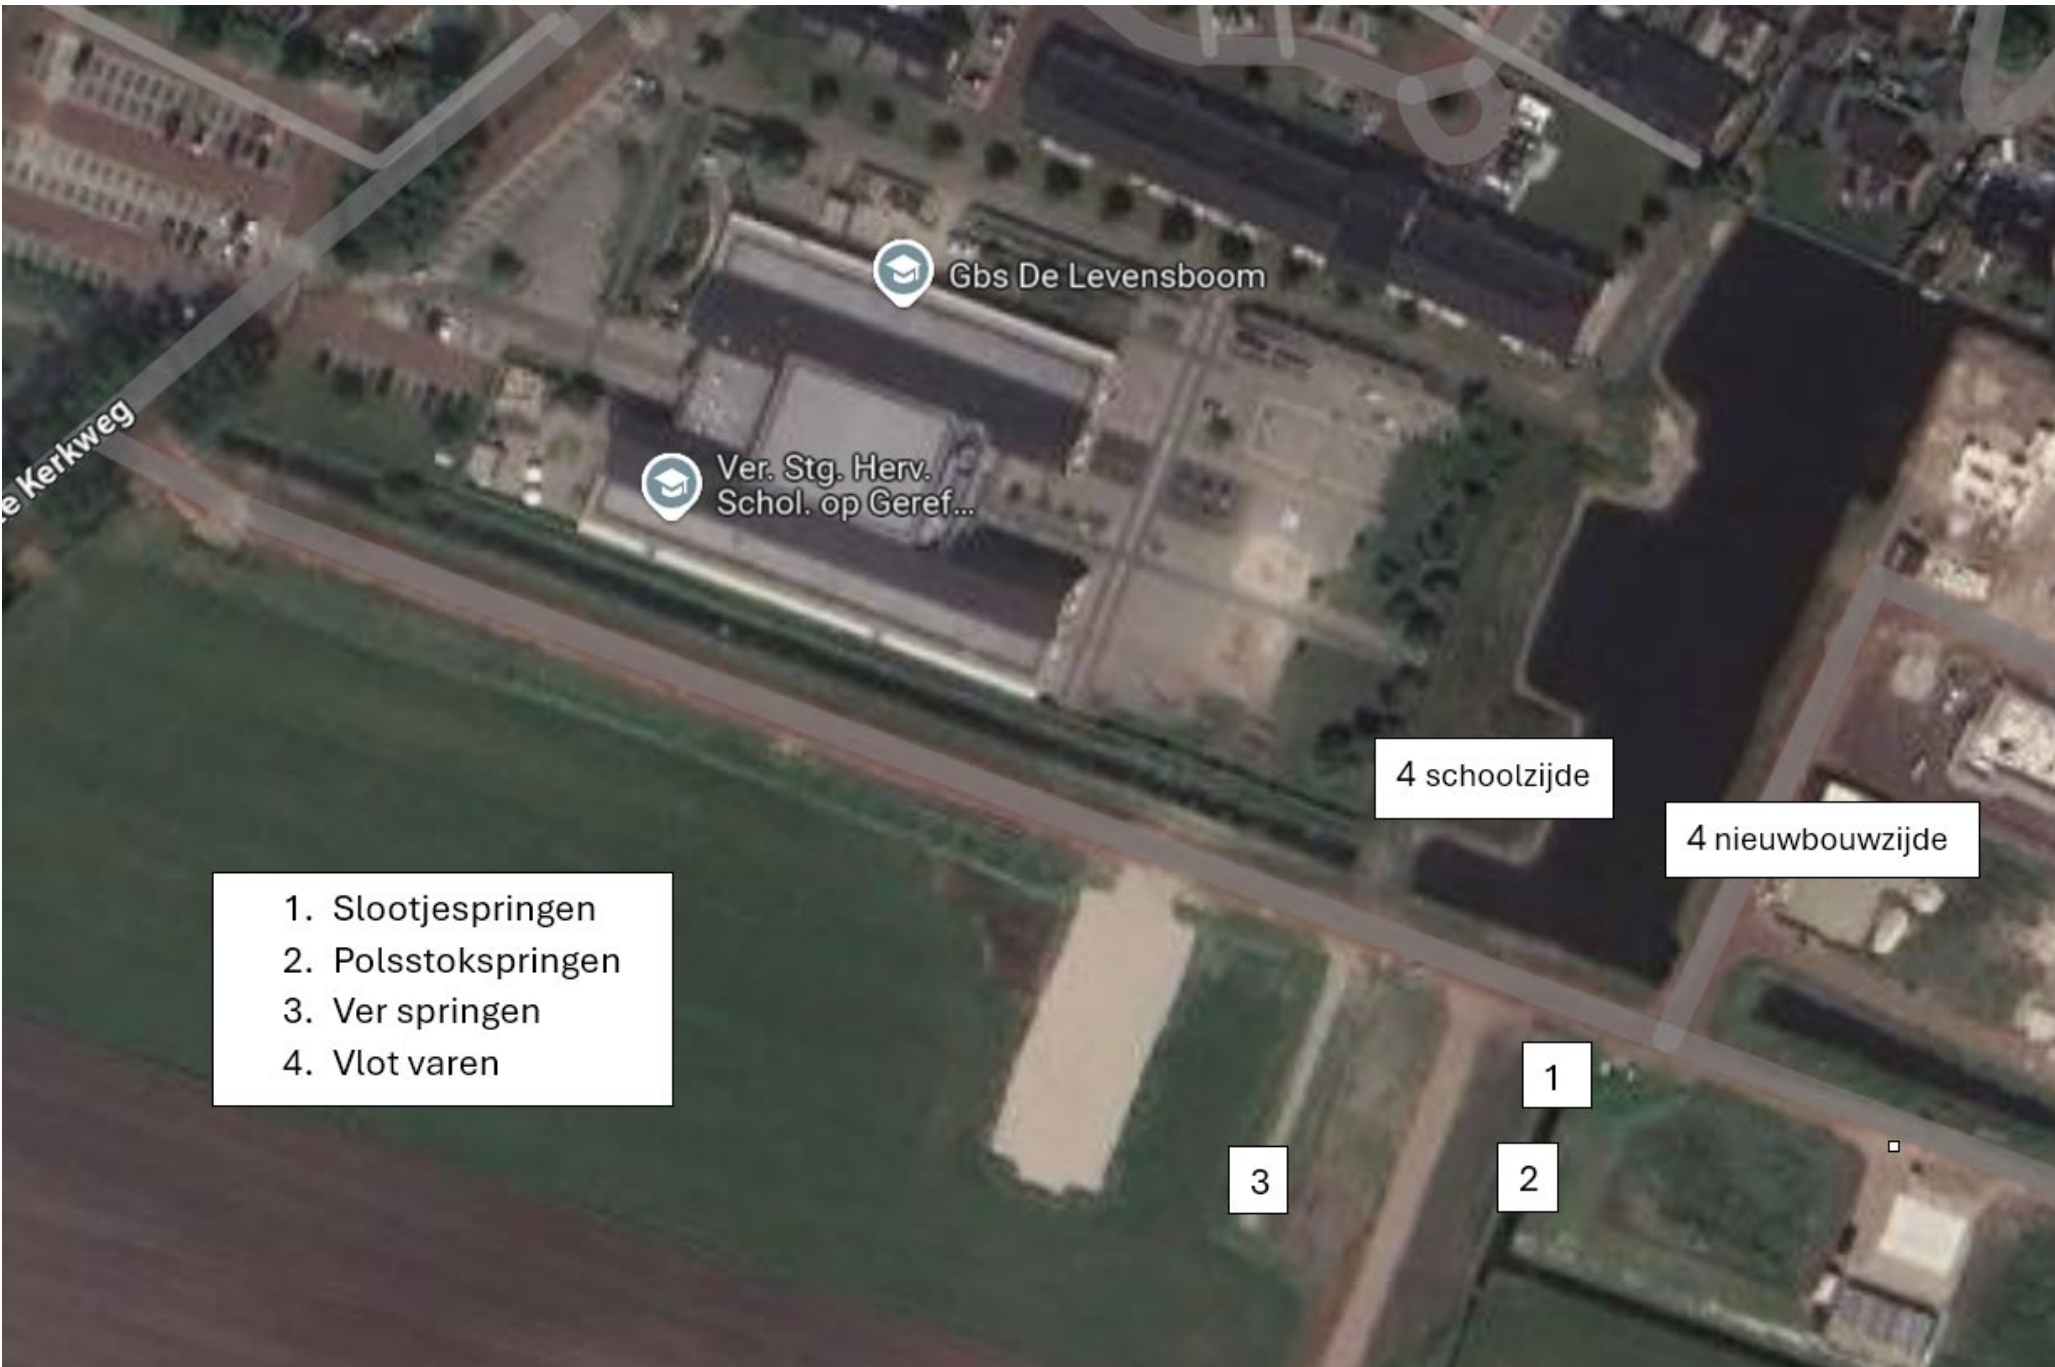 Gbs De Levensboom
e Kerkweg
Ver. Stg. Herv.
Schol. op Geref...
4 schoolzijde
4 nieuwbouwzijde
1. Slootjespringen
2. Polsstokspringen
3. Ver springen
4. Vlot varen
1
2
3